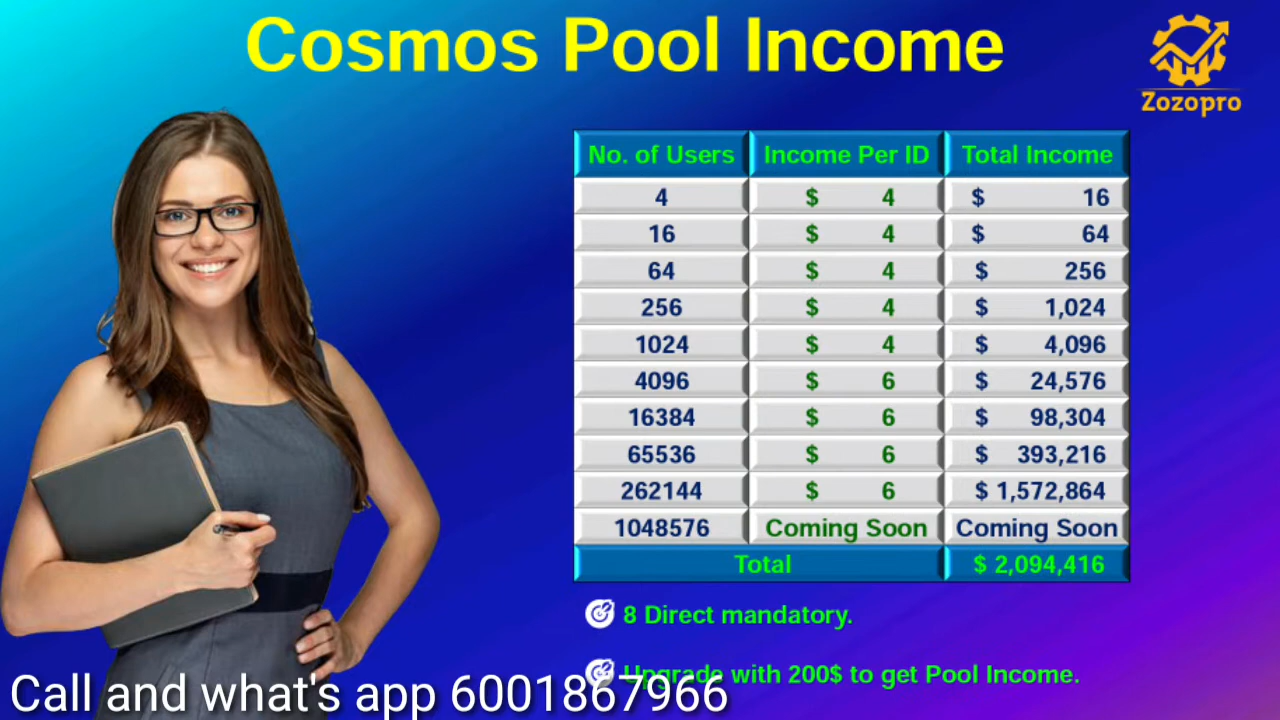 Cosmos Pool Income
Zozopro
No. of Users Income Per ID Total Income
4 $ 4 $ 16
16 $ 4 $ 64
64 $ 4 $ 256
256 $ 4 $ 1,024
1024 $ 4 $ 4,096
4096 $ 6 $ 24,576
16384 $ 6 $ 98,304
65536 $ 6 $ 393,216
262144 $ 6 $ 1,572,864
1048576 Coming Soon Coming Soon
Total $ 2,094,416
8 Direct mandatory.
Upgrade with 200$ to get Pool Income.
Call and what's app 6001867966